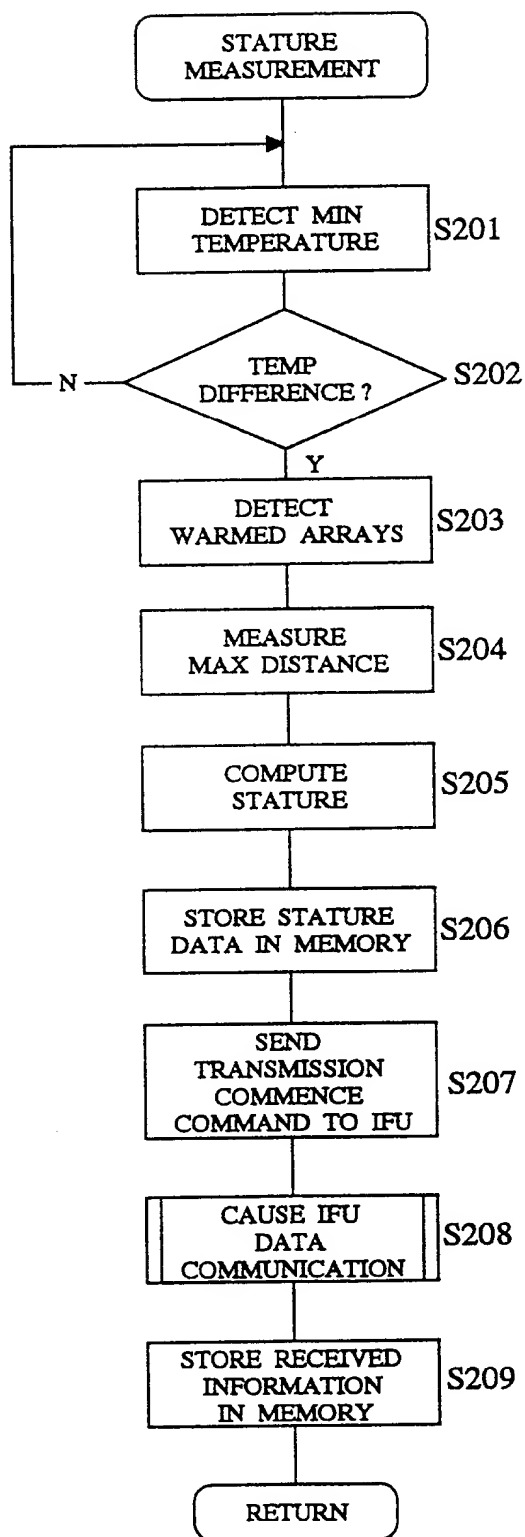 STATURE
MEASUREMENT
DETECT MIN
TEMPERATURE
S201
TEMP
DIFFERENCE ?
S202
N
Y
DETECT
WARMED ARRAYS
S203
MEASURE
MAX DISTANCE
S204
COMPUTE
STATURE
S205
STORE STATURE
DATA IN MEMORY
S206
SEND
TRANSMISSION
COMMENCE
COMMAND TO IFU
S207
CAUSE IFU
DATA
COMMUNICATION
S208
STORE RECEIVED
INFORMATION
IN MEMORY
S209
RETURN